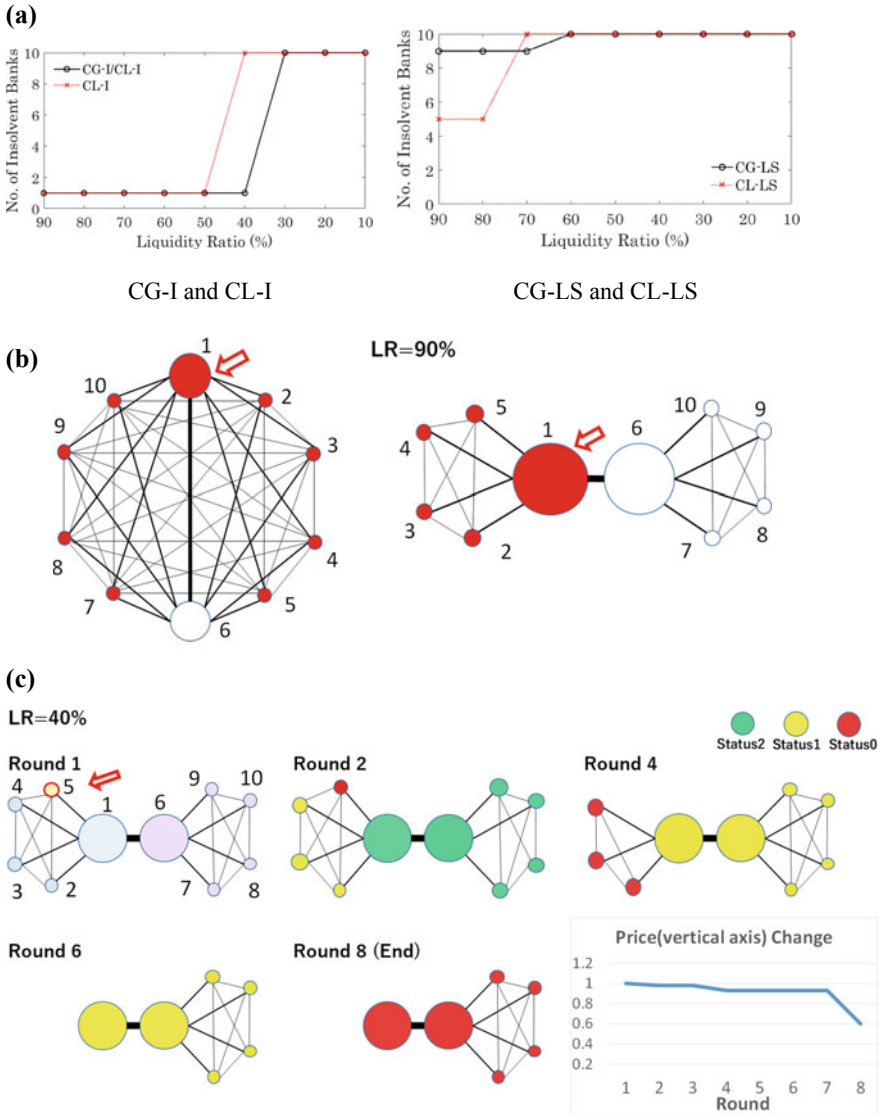 (a)
No. of Insolvent Banks
10
8
6
4
2
0
CG-I/CL-I
CL-I
90 80 70 60 50 40 30 20 10
Liquidity Ratio (%)
CG-I and CL-I
No. of Insolvent Banks
10
8
6
4
2
0
CG-LS
CL-LS
90 80 70 60 50 40 30 20 10
Liquidity Ratio (%)
CG-LS and CL-LS
(b)
1
2
3
4
5
6
7
8
9
10
LR=90%
5
4
3
2
1
6
10
9
8
7
(c)
LR=40%
Status2 Status1 Status0
Round 1
4 5
1 6
9 10
3 2
7 8
Round 2
Round 4
Round 6
Round 8 (End)
Price(vertical axis) Change
1.2
1
0.8
0.6
0.4
0.2
1 2 3 4 5 6 7 8
Round